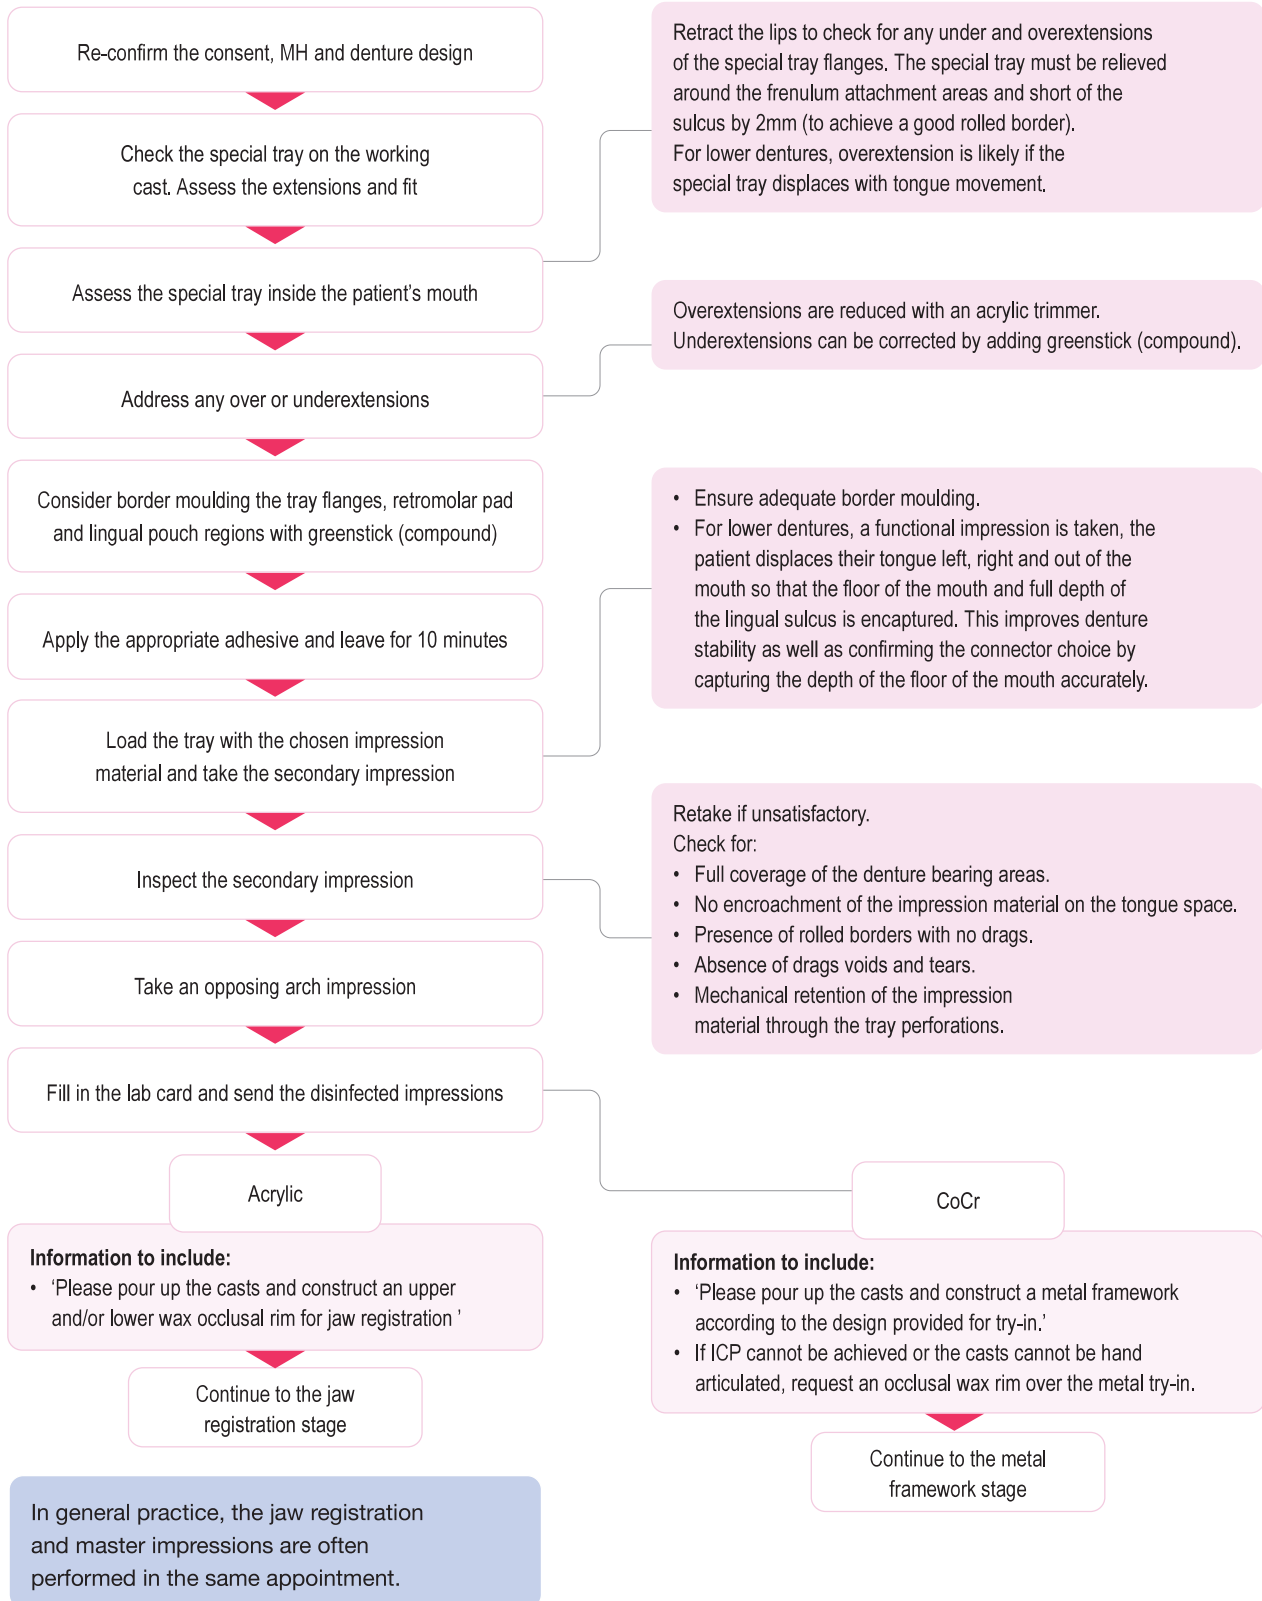 Re-confirm the consent, MH and denture design
Check the special tray on the working
cast. Assess the extensions and fit
Assess the special tray inside the patient's mouth
Retract the lips to check for any under and overextensions
of the special tray flanges. The special tray must be relieved
around the frenulum attachment areas and short of the
sulcus by 2mm (to achieve a good rolled border).
For lower dentures, overextension is likely if the
special tray displaces with tongue movement.
Address any over or underextensions
Overextensions are reduced with an acrylic trimmer.
Underextensions can be corrected by adding greenstick (compound).
Consider border moulding the tray flanges, retromolar pad
and lingual pouch regions with greenstick (compound)
Apply the appropriate adhesive and leave for 10 minutes
Load the tray with the chosen impression
material and take the secondary impression
• Ensure adequate border moulding.
• For lower dentures, a functional impression is taken, the
patient displaces their tongue left, right and out of the
mouth so that the floor of the mouth and full depth of
the lingual sulcus is encaptured. This improves denture
stability as well as confirming the connector choice by
capturing the depth of the floor of the mouth accurately.
Inspect the secondary impression
Retake if unsatisfactory.
Check for:
• Full coverage of the denture bearing areas.
• No encroachment of the impression material on the tongue space.
• Presence of rolled borders with no drags.
• Absence of drags voids and tears.
• Mechanical retention of the impression
material through the tray perforations.
Take an opposing arch impression
Fill in the lab card and send the disinfected impressions
Acrylic
Information to include:
• ‘Please pour up the casts and construct an upper
and/or lower wax occlusal rim for jaw registration ’
Continue to the jaw
registration stage
CoCr
Information to include:
• ‘Please pour up the casts and construct a metal framework
according to the design provided for try-in.’
• If ICP cannot be achieved or the casts cannot be hand
articulated, request an occlusal wax rim over the metal try-in.
Continue to the metal
framework stage
In general practice, the jaw registration
and master impressions are often
performed in the same appointment.